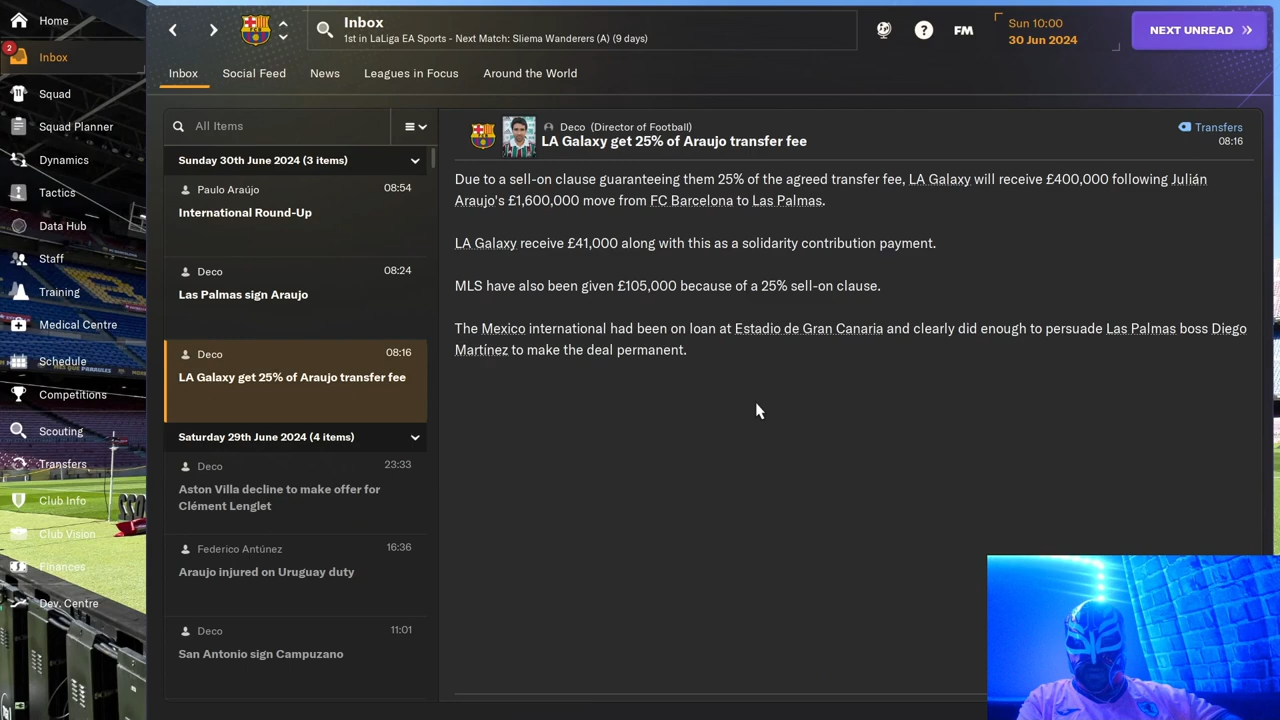 Home
2
Inbox
Squad
Squad Planner
Dynamics
Tactics
Data Hub
Staff
Training
Medical Centre
Schedule
Competitions
Scouting
Transfers
Club Info
Club Vision
Finances
Dev. Centre
Inbox
1st in LaLiga EA Sports - Next Match: Sliema Wanderers (A) (9 days)
?
FM
Sun 10:00
30 Jun 2024
NEXT UNREAD
Inbox
Social Feed
News
Leagues in Focus
Around the World
All Items
Sunday 30th June 2024 (3 items)
Paulo Araújo 08:54
International Round-Up
Deco 08:24
Las Palmas sign Araujo
Deco 08:16
LA Galaxy get 25% of Araujo transfer fee
Saturday 29th June 2024 (4 items)
Deco 23:33
Aston Villa decline to make offer for
Clément Lenglet
Federico Antúnez 16:36
Araujo injured on Uruguay duty
Deco 11:01
San Antonio sign Campuzano
Deco (Director of Football)
LA Galaxy get 25% of Araujo transfer fee
Transfers
08:16
Due to a sell-on clause guaranteeing them 25% of the agreed transfer fee, LA Galaxy will receive £400,000 following Julián
Araujo's £1,600,000 move from FC Barcelona to Las Palmas.
LA Galaxy receive £41,000 along with this as a solidarity contribution payment.
MLS have also been given £105,000 because of a 25% sell-on clause.
The Mexico international had been on loan at Estadio de Gran Canaria and clearly did enough to persuade Las Palmas boss Diego
Martínez to make the deal permanent.